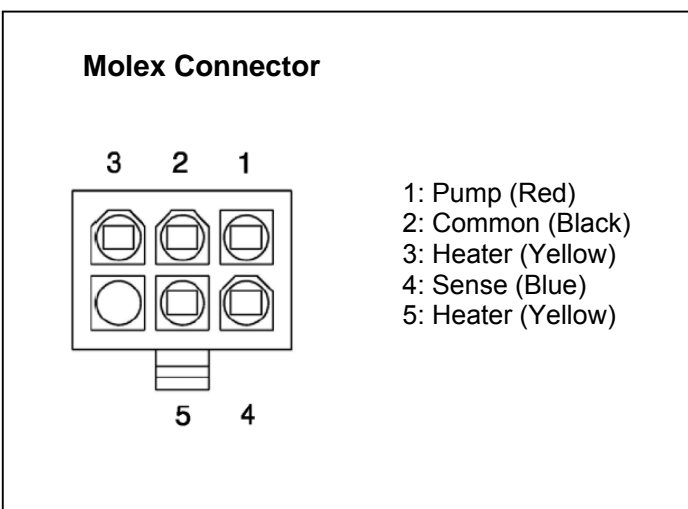 Molex Connector
3 2 1
1: Pump (Red)
2: Common (Black)
3: Heater (Yellow)
4: Sense (Blue)
5: Heater (Yellow)
5 4